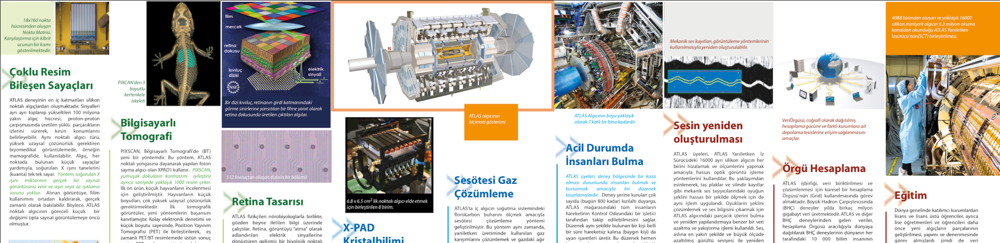 18x160 nokta
hücresinden oluşan
Nokta Matrisi.
Karşılaştırma için kibrit
ucunun bir kısmı
gösterilmektedir.
Çoklu Resim
Bileşen Sayaçları
ATLAS deneyinin en iç katmanları silikon
noktalı algıçlardan oluşmaktadır. Sinyalleri
ayrı ayrı toplanıp yükseltilen 100 milyona
yakın algıç hücresi, proton-proton
çarpışmasında üretilen yüklü parçacıkların
izlerini sürerek, kesin konumlarını
belirleyebilir. Aynı noktalı algıcı türü,
yüksek uzaysal çözünürlük gerektiren
biyomedikal görüntülemede, örneğin
mamografide, kullanılabilir. Algıç, her
noktada bulunan küçük sayaçlar
yardımıyla, soğurulan X ışını tanelerini
(kuanta) tek tek sayar. Yöntem, soğurulan X
ışını miktarının gerçek bir sayısal
görüntüsünü verir ve aşırı veya az ışıklama
sorunu yoktur. Alınan görüntüye, filim
kullanımını ortadan kaldırarak, gerçek
zamanlı olarak bakılabilir. Böylece, ATLAS
noktalı algıcının göreceli küçük bir
değişimi tıpta sayısal görüntülemeye öncü
olmuştur.
PIXCAN'den 3
boyutlu
kertenkele
iskeleti
Bilgisayarlı
Tomografi
PIXSCAN, Bilgisayarlı Tomografi'de (BT)
yeni bir yöntemdir. Bu yöntem, ATLAS
noktalı yongasına dayanarak yapılan foton
sayma algıcı olan XPAD'i kullanır. PIXSCAN,
yumuşak dokuların kontrastını iyileştirir
ayrıca saniyede yaklaşık 1000 resim çeker.
İlk ön ürün, küçük hayvanların incelenmesi
için geliştirilmiştir. Hayvanların küçük
boyutları, çok yüksek uzaysal çözünürlük
gerektirmektedir. İlk tomografik
görüntüler, yeni yöntemlerin başarısını
kanıtlamıştır. Kolay elektronik denetimi ve
küçük boyutu sayesinde, Pozitron Yayınım
Tomografisi (PET) ile birleştirilerek, eş
zamanlı PET/BT resimlemede üstün sonuç
film
mercek
retina
dokusu
kıvıluç
dizisi
elektrik
sinyali
NSF
Bir dizi kıvıluç, retinanın girdi katmanındaki
görme sinirlerine yansıtılan bir filme yanıt olarak
retina dokusunda üretilen çıktıları algılar.
512 kıvıluçtan oluşan dizinin bir bölümü
Retina Tasarısı
ATLAS fizikçileri nörobiyologlarla birlikte,
gözden beyne iletilen bilgi üzerinde
çalıştılar. Retina, görüntüyü "atma" olarak
adlandırılan elektrik sinyallerine
dönüştüren gelişmiş bir biyolojik noktalı
6.8 x 6.5 cm² lik noktalı algıcı elde etmek
için birleştirilen 8 birim.
X-PAD
Kristalbilimi
ATLAS algıcının
biçimsel gösterimi
Sesötesi Gaz
Çözümleme
ATLAS'ta iç algıcın soğutma sistemindeki
florokarbon buharını ölçmek amacıyla
sesötesi çözümleme yöntemi
geliştirilmiştir. Bu yöntem aynı zamanda,
yarıiletken üretiminde kullanılan gaz
karışımlarını çözümlemek ve gazdaki ağır
ATLAS Algıcının boyu yaklaşık
olarak 7 katlı bir bina kadardır.
Acil Durumda
İnsanları Bulma
ATLAS üyeleri, deney bölgesinde bir kaza
olması durumunda insanları bulmak ve
kurtarmak amacıyla bir düzenek
tasarlamışlardır. Deney yerine kurulan çok
sayıda (bugün 800 kadar) kızılaltı duyarga,
ATLAS mağarasındaki tüm insanların
hareketinin Kontrol Odasındaki bir işletici
tarafından takip edilebilmesini sağlar.
Düzenek aynı şekilde bulunan bir kişi belli
bir süre hareketsiz kalırsa (baygın kişi) da
uyarı işaretleri üretir. Bu düzenek hemen
Mekanik ses kayıtları, görüntüleme yöntemlerinin
kullanılmasıyla yeniden oluşturulabilir.
Sesin yeniden
oluşturulması
ATLAS üyeleri, ATLAS Yarıiletken İz
Sürücüdeki 16000 ayrı silikon algıcın her
birini hizalamak ve ölçümlerini yapmak
amacıyla hassas optik görüntü işleme
yöntemlerini kullandılar. Bu yaklaşımdan
esinlenerek, taş plaklar ve silindir kayıtlar
gibi mekanik ses taşıyıcılarındaki oyuğun
şeklini hassas bir şekilde ölçmek için de
aynı işlem uygulandı. Oyukların şeklini
çözümlemek ve ses bilgisini çıkarmak için
ATLAS algıcındaki parçacık izlerini bulma
ve yeniden yapılandırmaya benzer bir veri
azaltma ve yakıştırma işlemi kullanıldı. Ses,
aslına en yakın şekilde ve büyük ölçüde
azaltılmış gürültü seviyesi ile yeniden
VeriÖrgüsü, coğrafi olarak dağıtılmış
hesaplama gücüne ve farklı kurumlara ait
depolama tesislerine erişim sağlanmasını
amaçlar.
Örgü Hesaplama
ATLAS işbirliği, veri biriktirilmesi ve
çözümlenmesi için küresel bir hesaplama
Örgüsü'nün (Grid) kullanılmasında görev
almaktadır. Büyük Hadron Çarpıştırıcısında
(BHÇ) deneyler yılda birkaç milyon
gigabayt veri üretmektedir. ATLAS ve diğer
BHÇ deneylerinden gelen veriler,
hesaplama Örgüsü aracılığıyla dünyaya
dağıtılarak BHÇ deneylerinin dünyanın her
tarafındaki 10 000 bilim insanının
4088 birimden oluşan ve yaklaşık 16000
silikon minişerit algıcın 6.3 milyon okuma
kanaldan okunduğu ATLAS Yarıiletken
İzsürücü'nün(SCT) birleştirilmesi.
Eğitim
Dünya genelinde katılımcı kurumlardan
lisans ve lisans üstü öğrenciler, ayrıca
lise öğretmenleri ve öğrencileri daha
önce yeni algıçların parçalarının
geliştirilmesi, yapımı ve denenmesinde
görev almışlardı şimdi de veri